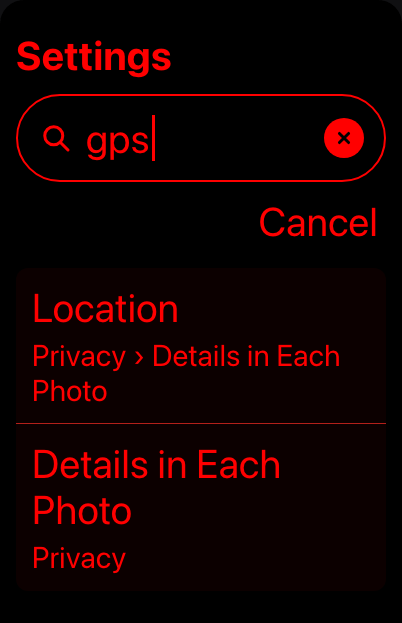 Settings
gps
Cancel
Location
Privacy › Details in Each
Photo
Details in Each
Photo
Privacy